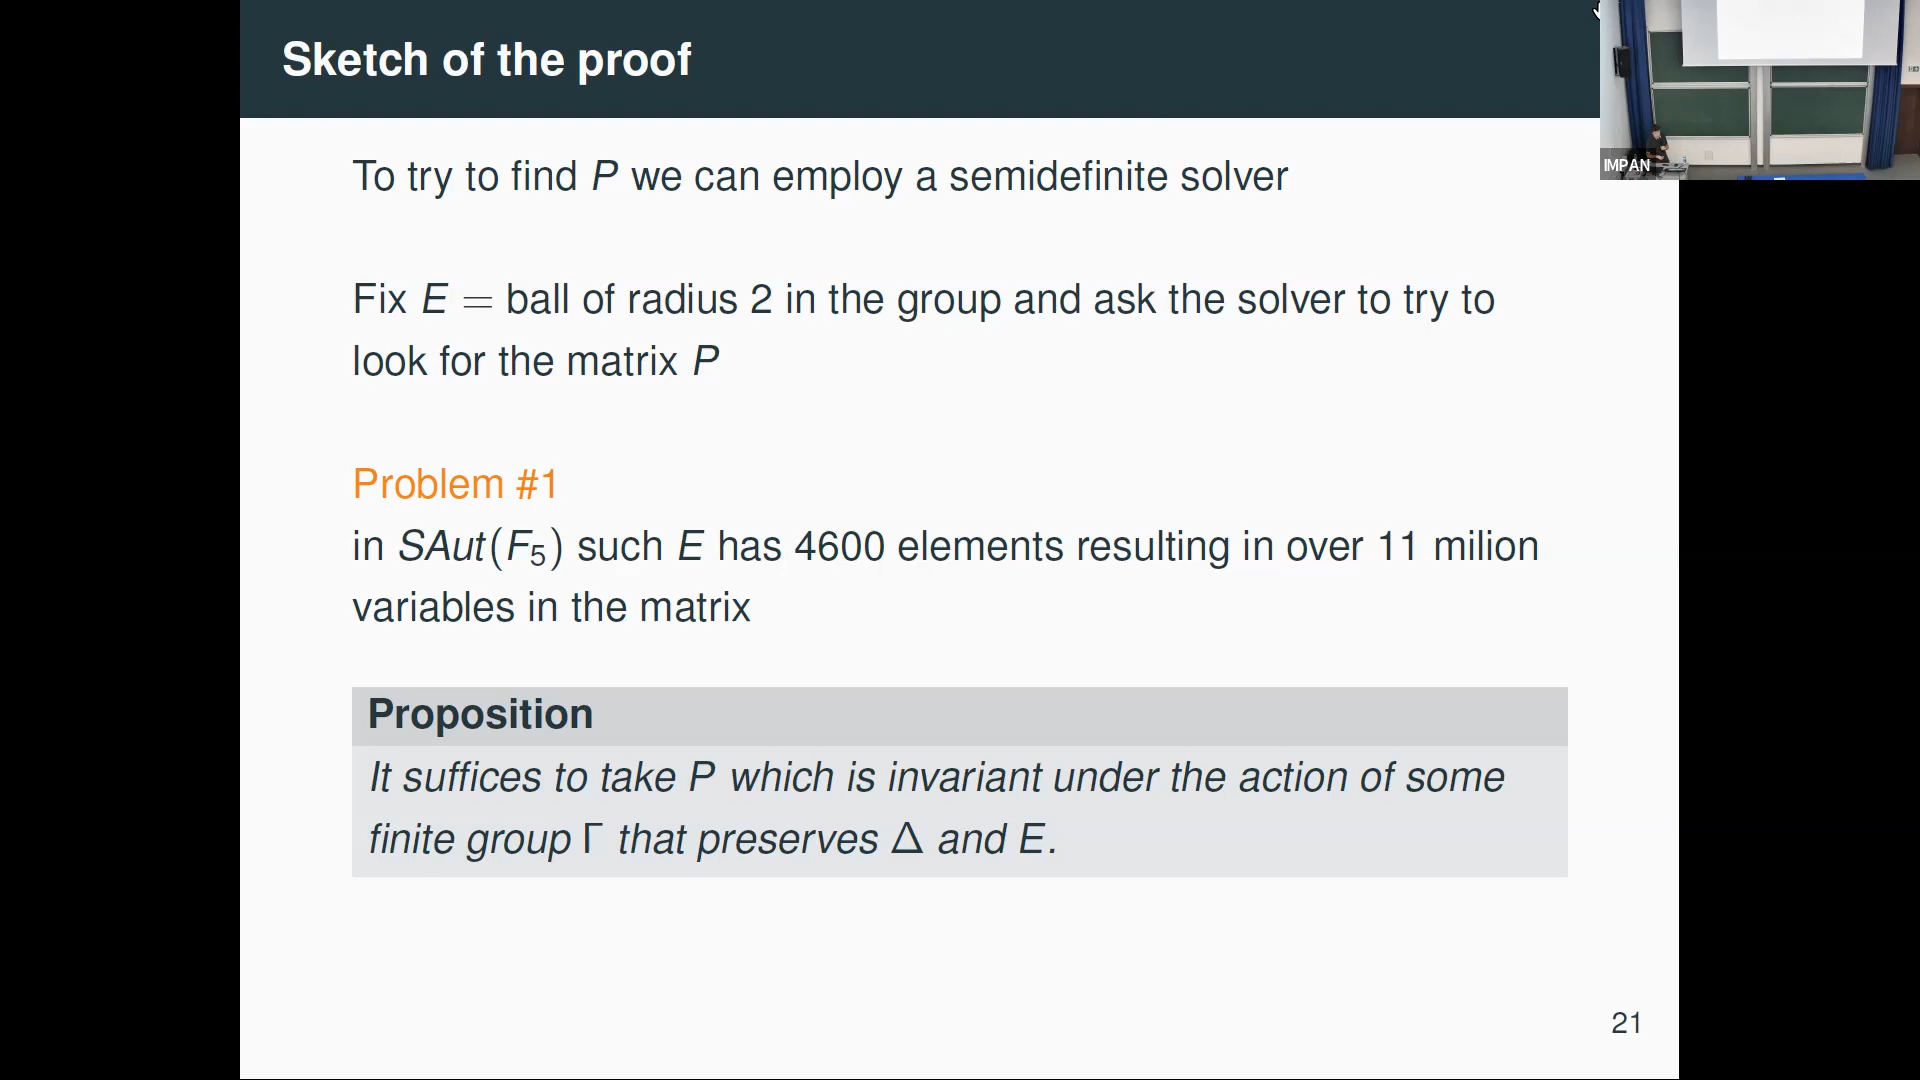 Sketch of the proof
IMPAN
To try to find P we can employ a semidefinite solver
Fix E = ball of radius 2 in the group and ask the solver to try to
look for the matrix P
Problem #1
in SAut(F₅) such E has 4600 elements resulting in over 11 milion
variables in the matrix
Proposition
It suffices to take P which is invariant under the action of some
finite group Γ that preserves Δ and E.
21